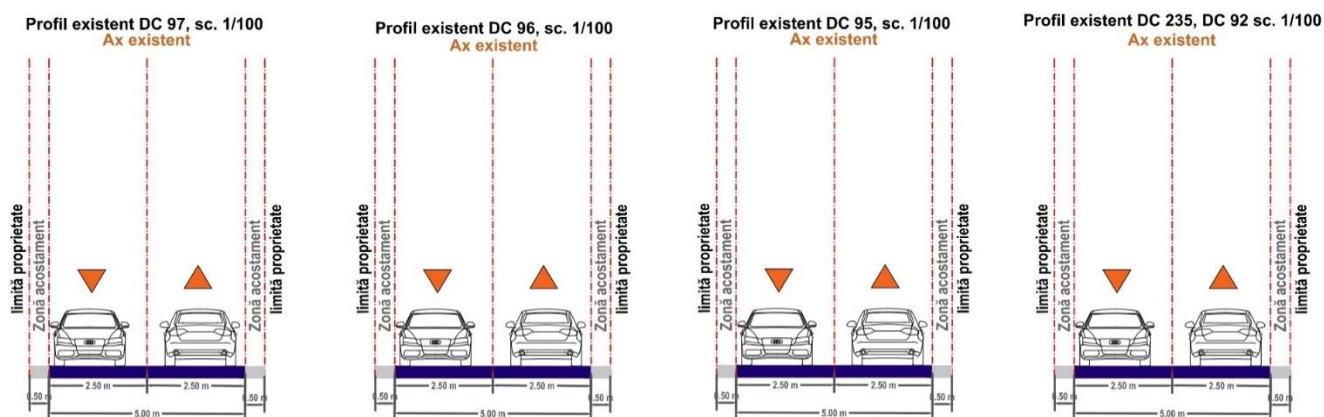 Profil existent DC 97, sc. 1/100
Ax existent
limită proprietate
Zonă acostament
Zonă acostament
limită proprietate
2.50 m
2.50 m
0.50 m
0.50 m
5.00 m
Profil existent DC 96, sc. 1/100
Ax existent
limită proprietate
Zonă acostament
Zonă acostament
limită proprietate
2.50 m
2.50 m
0.50 m
0.50 m
5.00 m
Profil existent DC 95, sc. 1/100
Ax existent
limită proprietate
Zonă acostament
Zonă acostament
limită proprietate
2.50 m
2.50 m
0.50 m
0.50 m
5.00 m
Profil existent DC 235, DC 92 sc. 1/100
Ax existent
limită proprietate
Zonă acostament
Zonă acostament
limită proprietate
2.50 m
2.50 m
0.50 m
0.50 m
5.00 m